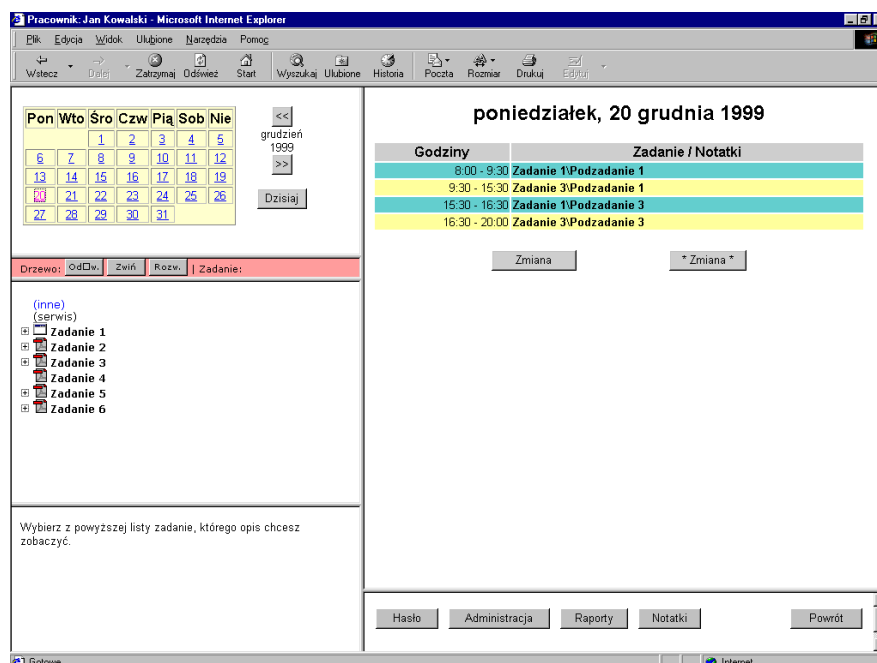 Pracownik: Jan Kowalski - Microsoft Internet Explorer
Plik Edycja Widok Ulubione Narzędzia Pomoc
Wstecz Dalej Zatrzymaj Odśwież Start Wyszukaj Ulubione Historia Poczta Rozmiar Drukuj Edytuj
Pon Wto Śro Czw Pią Sob Nie
1 2 3 4 5
6 7 8 9 10 11 12
13 14 15 16 17 18 19
20 21 22 23 24 25 26
27 28 29 30 31
<<
grudzień
1999
>>
Dzisiaj
Drzewo: Od□w. Zwiń Rozw. | Zadanie:
(inne)
(serwis)
Zadanie 1
Zadanie 2
Zadanie 3
Zadanie 4
Zadanie 5
Zadanie 6
Wybierz z powyższej listy zadanie, którego opis chcesz
zobaczyć.
poniedziałek, 20 grudnia 1999
Godziny Zadanie / Notatki
8:00 - 9:30 Zadanie 1\Podzadanie 1
9:30 - 15:30 Zadanie 3\Podzadanie 1
15:30 - 16:30 Zadanie 1\Podzadanie 3
16:30 - 20:00 Zadanie 3\Podzadanie 3
Zmiana * Zmiana *
Hasło Administracja Raporty Notatki Powrót
Gotowe Internet